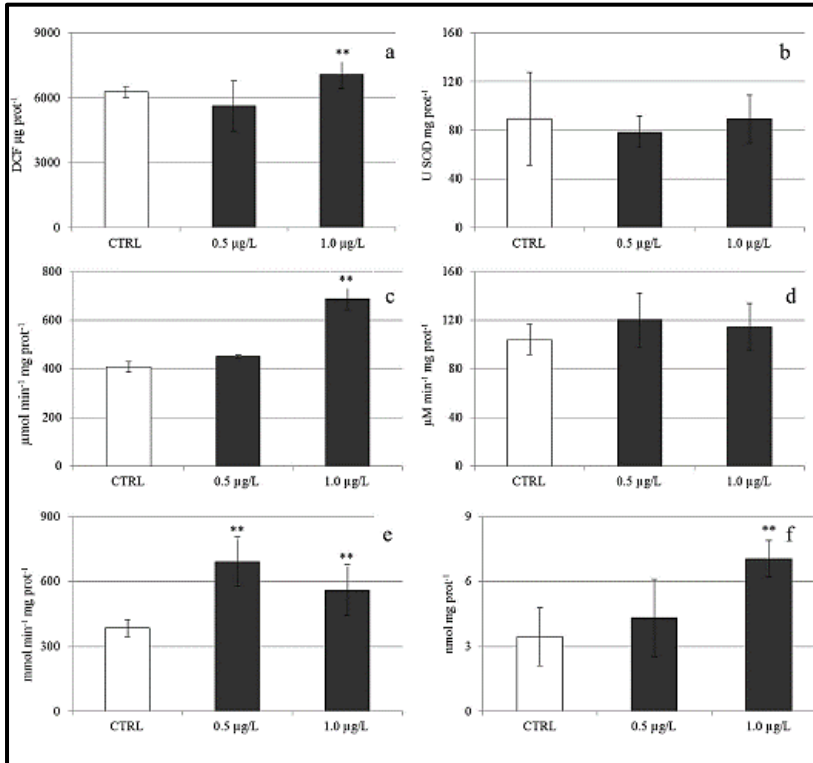 9000
6000
3000
0
DCF µg prot⁻¹
**
a
CTRL
0.5 µg/L
1.0 µg/L
160
120
80
40
0
U SOD mg prot⁻¹
b
CTRL
0.5 µg/L
1.0 µg/L
800
600
400
200
0
µmol min⁻¹ mg prot⁻¹
**
c
CTRL
0.5 µg/L
1.0 µg/L
160
120
80
40
0
µM min⁻¹ mg prot⁻¹
d
CTRL
0.5 µg/L
1.0 µg/L
900
600
300
0
mmol min⁻¹ mg prot⁻¹
**
**
e
CTRL
0.5 µg/L
1.0 µg/L
9
6
3
0
nmol mg prot⁻¹
**
f
CTRL
0.5 µg/L
1.0 µg/L